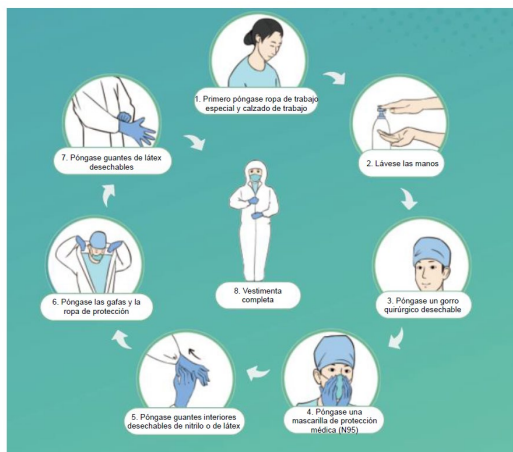 1. Primero póngase ropa de trabajo
especial y calzado de trabajo
2. Lávese las manos
3. Póngase un gorro
quirúrgico desechable
4. Póngase una
mascarilla de protección
médica (N95)
5. Póngase guantes interiores
desechables de nitrilo o de látex
6. Póngase las gafas y la
ropa de protección
7. Póngase guantes de látex
desechables
8. Vestimenta
completa